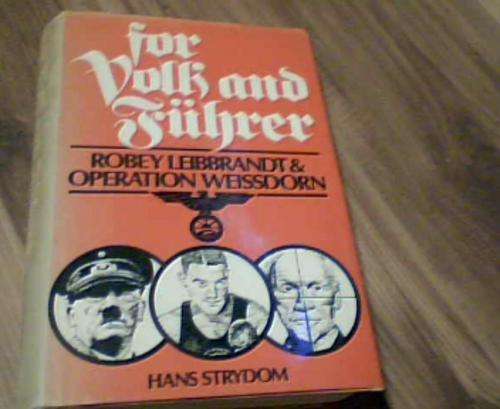 for
Volk and
Führer
ROBEY LEIBBRANDT &
OPERATION WEISSDORN
HANS STRYDOM